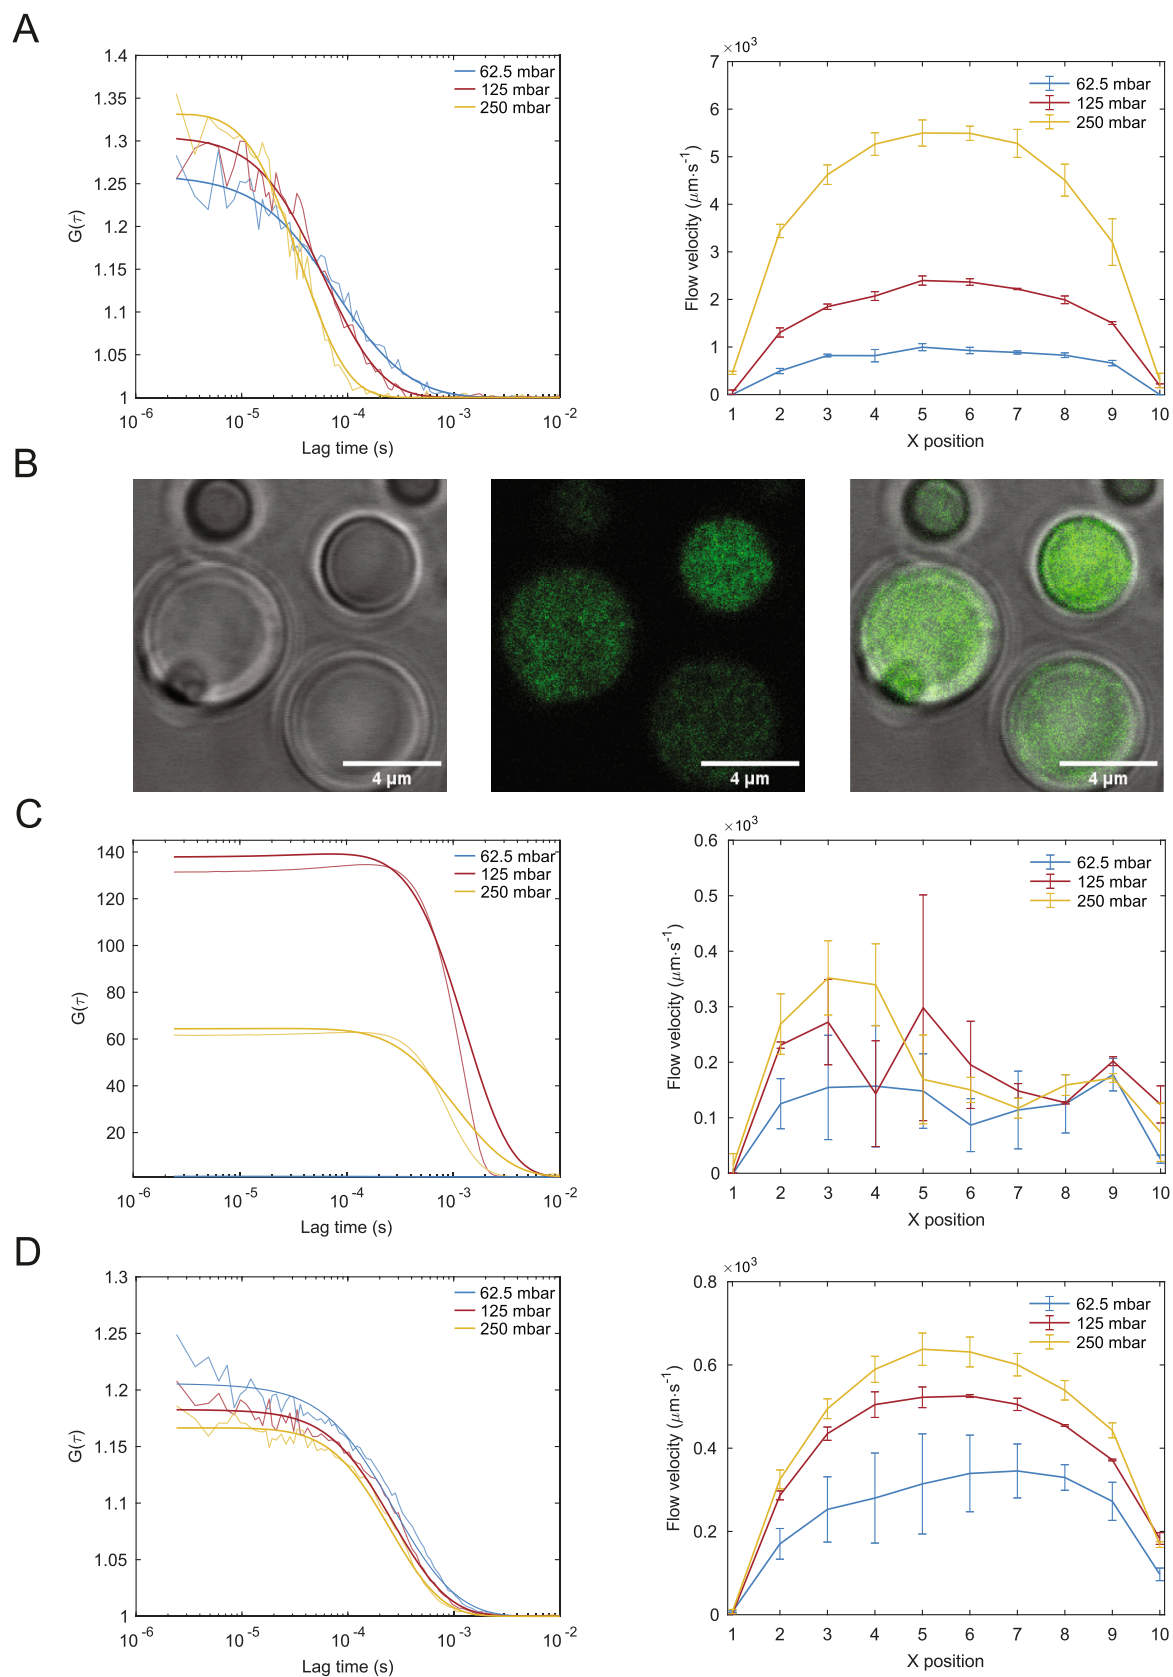 A
1.4
1.35
1.3
1.25
1.2
1.15
1.1
1.05
1
G(τ)
10-6
10-5
10-4
10-3
10-2
Lag time (s)
62.5 mbar
125 mbar
250 mbar
×10³
7
6
5
4
3
2
1
0
Flow velocity (μm·s-1)
1 2 3 4 5 6 7 8 9 10
X position
62.5 mbar
125 mbar
250 mbar
B
4 μm
4 μm
4 μm
C
140
120
100
80
60
40
20
G(τ)
10-6
10-5
10-4
10-3
10-2
Lag time (s)
62.5 mbar
125 mbar
250 mbar
×10³
0.6
0.5
0.4
0.3
0.2
0.1
0
Flow velocity (μm·s-1)
1 2 3 4 5 6 7 8 9 10
X position
62.5 mbar
125 mbar
250 mbar
D
1.3
1.25
1.2
1.15
1.1
1.05
1
G(τ)
10-6
10-5
10-4
10-3
10-2
Lag time (s)
62.5 mbar
125 mbar
250 mbar
×10³
0.8
0.6
0.4
0.2
0
Flow velocity (μm·s-1)
1 2 3 4 5 6 7 8 9 10
X position
62.5 mbar
125 mbar
250 mbar